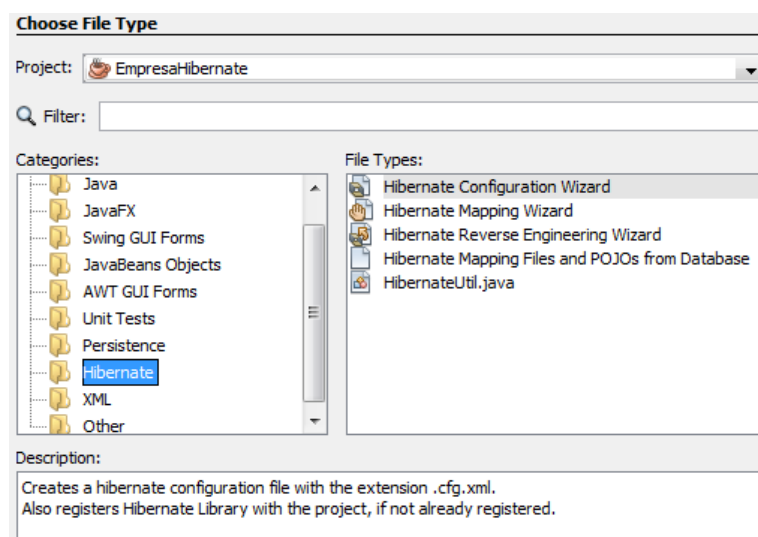 Choose File Type
Project: EmpresaHibernate
Filter:
Categories:
Java
JavaFX
Swing GUI Forms
JavaBeans Objects
AWT GUI Forms
Unit Tests
Persistence
Hibernate
XML
Other
File Types:
Hibernate Configuration Wizard
Hibernate Mapping Wizard
Hibernate Reverse Engineering Wizard
Hibernate Mapping Files and POJOs from Database
HibernateUtil.java
Description:
Creates a hibernate configuration file with the extension .cfg.xml.
Also registers Hibernate Library with the project, if not already registered.